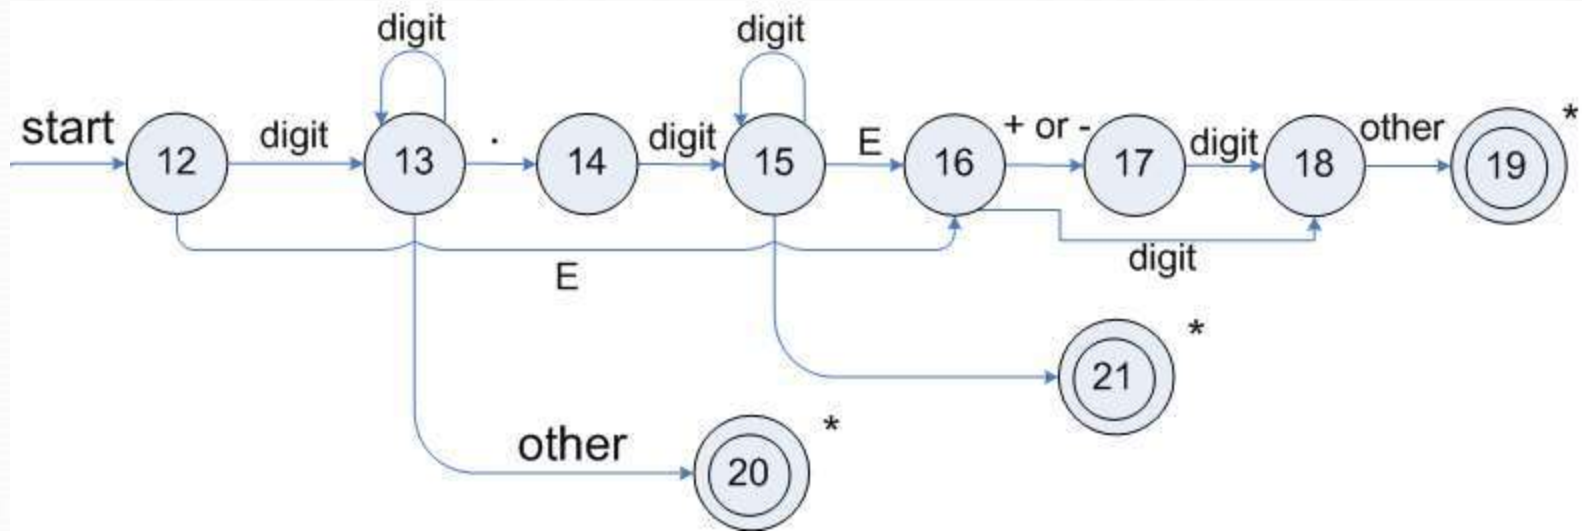 digit digit
start 12 digit 13 . 14 digit 15 E 16 + or - 17 digit 18 other 19 *
E digit
21 *
other 20 *